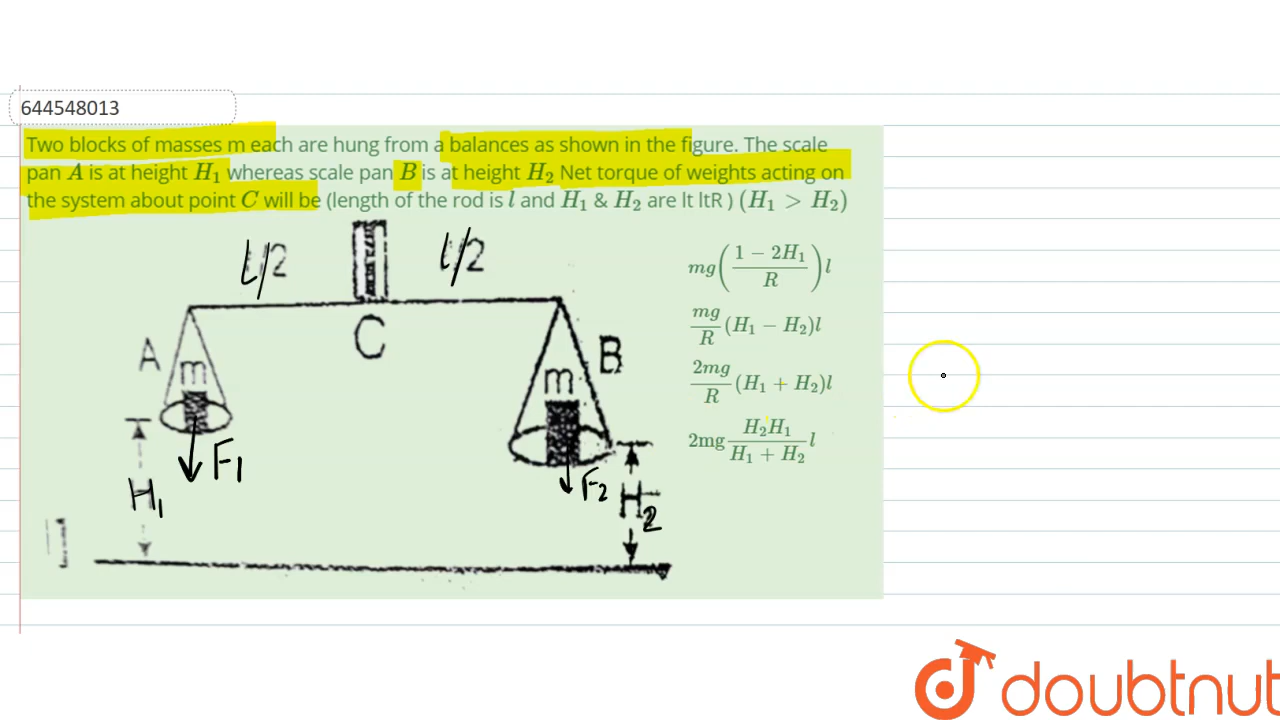 644548013
Two blocks of masses m each are hung from a balances as shown in the figure. The scale
pan A is at height H₁ whereas scale pan B is at height H₂ Net torque of weights acting on
the system about point C will be (length of the rod is l and H₁ & H₂ are lt ltR ) (H₁ > H₂)
l/2
l/2
mg((1 − 2H₁)/R)l
mg/R (H₁ − H₂)l
2mg/R (H₁ + H₂)l
2mg H₂H₁/(H₁ + H₂) l
C
A
B
m
m
F₁
F₂
H₁
H₂
doubtnut